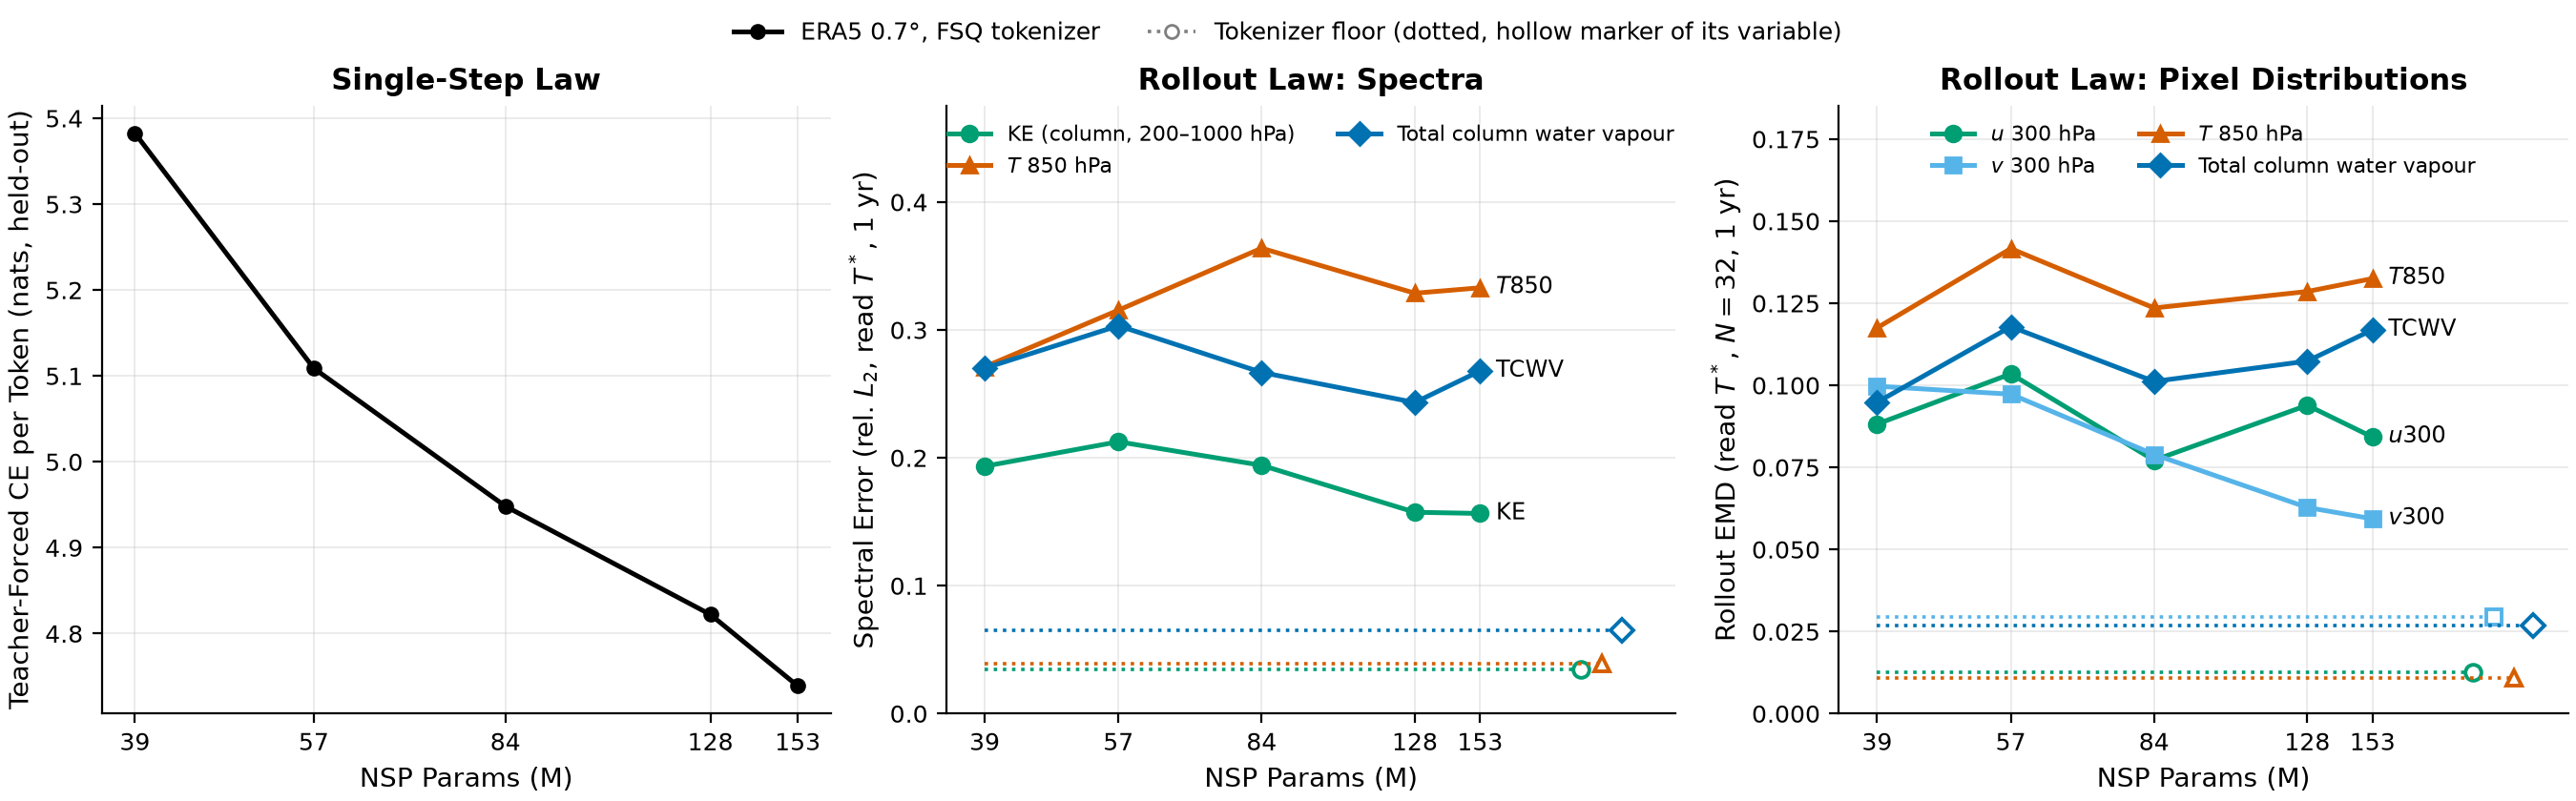 ERA5 0.7°, FSQ tokenizer
Tokenizer floor (dotted, hollow marker of its variable)
Single-Step Law
Teacher-Forced CE per Token (nats, held-out)
5.4
5.3
5.2
5.1
5.0
4.9
4.8
39 57 84 128 153
NSP Params (M)
Rollout Law: Spectra
KE (column, 200–1000 hPa)
T 850 hPa
Total column water vapour
Spectral Error (rel. L₂, read T*, 1 yr)
0.4
0.3
0.2
0.1
0.0
T850
TCWV
KE
39 57 84 128 153
NSP Params (M)
Rollout Law: Pixel Distributions
u 300 hPa
v 300 hPa
T 850 hPa
Total column water vapour
Rollout EMD (read T*, N = 32, 1 yr)
0.175
0.150
0.125
0.100
0.075
0.050
0.025
0.000
T850
TCWV
u300
v300
39 57 84 128 153
NSP Params (M)